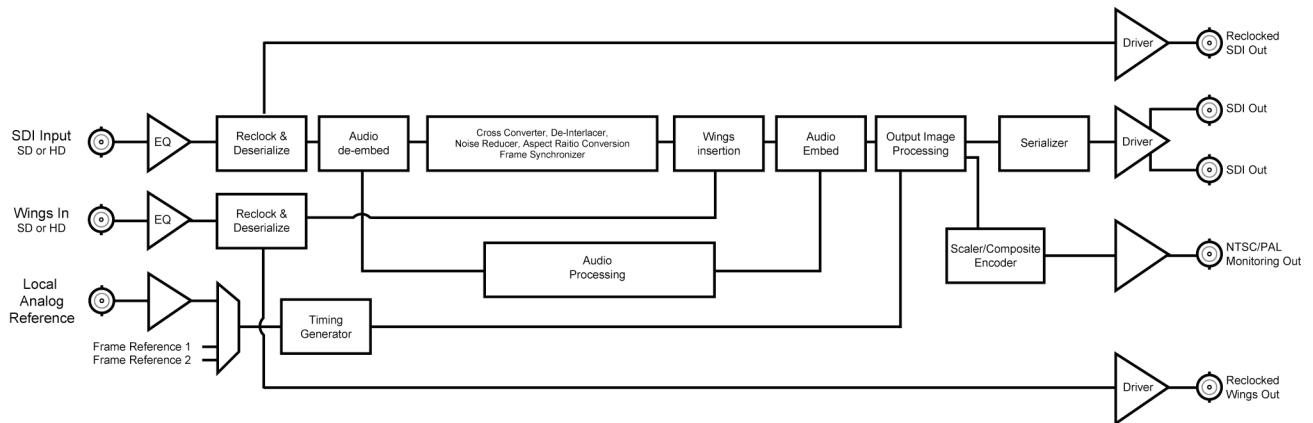 Driver
Reclocked
SDI Out
SDI Input
SD or HD
EQ
Reclock &
Deserialize
Audio
de-embed
Cross Converter, De-Interlacer,
Noise Reducer, Aspect Raitio Conversion
Frame Synchronizer
Wings
insertion
Audio
Embed
Output Image
Processing
Serializer
Driver
SDI Out
SDI Out
Wings In
SD or HD
EQ
Reclock &
Deserialize
Audio
Processing
Scaler/Composite
Encoder
NTSC/PAL
Monitoring Out
Local
Analog
Reference
Frame Reference 1
Frame Reference 2
Timing
Generator
Driver
Reclocked
Wings Out